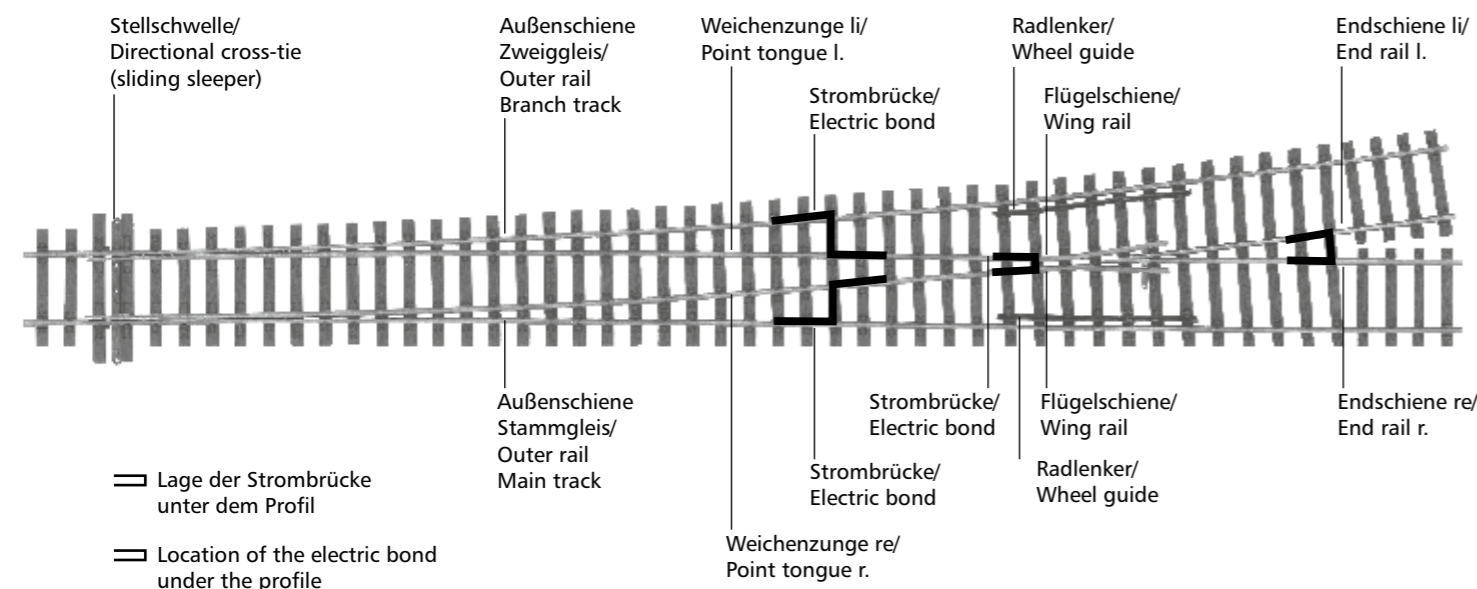 Stellschwelle/
Directional cross-tie
(sliding sleeper)
Außenschiene
Zweiggleis/
Outer rail
Branch track
Weichenzunge li/
Point tongue l.
Strombrücke/
Electric bond
Radlenker/
Wheel guide
Flügelschiene/
Wing rail
Endschiene li/
End rail l.
Außenschiene
Stammgleis/
Outer rail
Main track
Strombrücke/
Electric bond
Flügelschiene/
Wing rail
Endschiene re/
End rail r.
Strombrücke/
Electric bond
Radlenker/
Wheel guide
Weichenzunge re/
Point tongue r.
Lage der Strombrücke
unter dem Profil
Location of the electric bond
under the profile